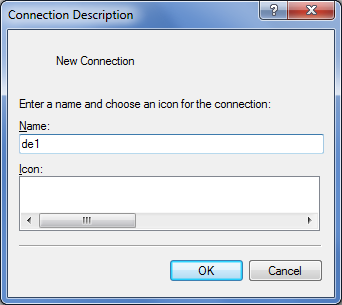 Connection Description
New Connection
Enter a name and choose an icon for the connection:
Name:
de1
Icon:
OK
Cancel